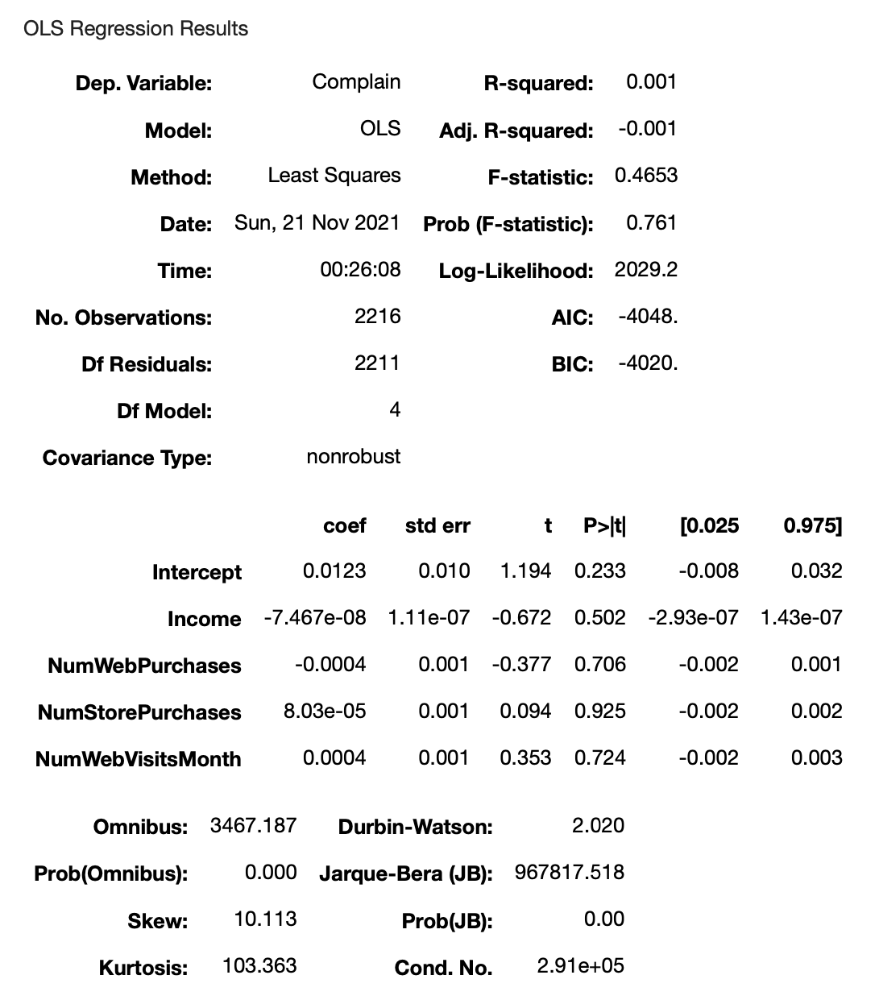 OLS Regression Results
Dep. Variable: Complain R-squared: 0.001
Model: OLS Adj. R-squared: -0.001
Method: Least Squares F-statistic: 0.4653
Date: Sun, 21 Nov 2021 Prob (F-statistic): 0.761
Time: 00:26:08 Log-Likelihood: 2029.2
No. Observations: 2216 AIC: -4048.
Df Residuals: 2211 BIC: -4020.
Df Model: 4
Covariance Type: nonrobust
coef std err t P>|t| [0.025 0.975]
Intercept 0.0123 0.010 1.194 0.233 -0.008 0.032
Income -7.467e-08 1.11e-07 -0.672 0.502 -2.93e-07 1.43e-07
NumWebPurchases -0.0004 0.001 -0.377 0.706 -0.002 0.001
NumStorePurchases 8.03e-05 0.001 0.094 0.925 -0.002 0.002
NumWebVisitsMonth 0.0004 0.001 0.353 0.724 -0.002 0.003
Omnibus: 3467.187 Durbin-Watson: 2.020
Prob(Omnibus): 0.000 Jarque-Bera (JB): 967817.518
Skew: 10.113 Prob(JB): 0.00
Kurtosis: 103.363 Cond. No. 2.91e+05